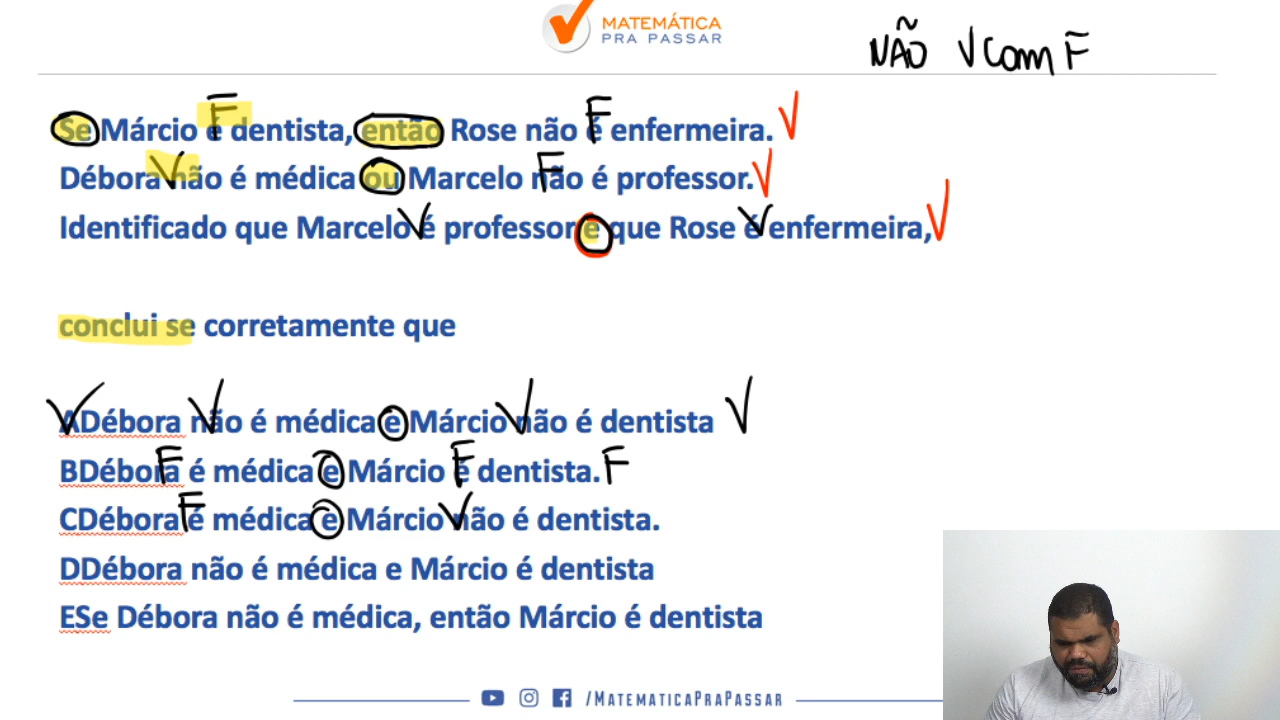 MATEMÁTICA
PRA PASSAR
NÃO V com F
Se Márcio é dentista, então Rose não é enfermeira. V
F F
Débora não é médica ou Marcelo não é professor. V
V F
Identificado que Marcelo é professor e que Rose é enfermeira, V
V V
conclui se corretamente que
V ADébora não é médica e Márcio não é dentista V
V V
BDébora é médica e Márcio é dentista. F
F F
CDébora é médica e Márcio não é dentista.
F V
DDébora não é médica e Márcio é dentista
ESe Débora não é médica, então Márcio é dentista
/MATEMATICAPRAPASSAR